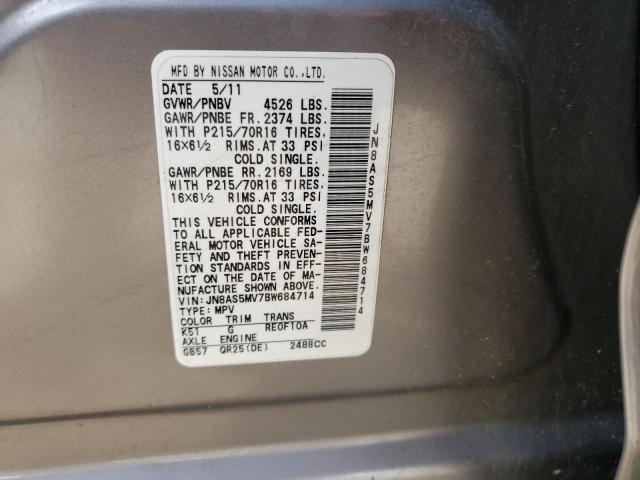 MFD BY NISSAN MOTOR CO.,LTD.
DATE 5/11
GVWR/PNBV 4526 LBS.
GAWR/PNBE FR. 2374 LBS.
WITH P215/70R16 TIRES,
16×6½ RIMS.AT 33 PSI
COLD SINGLE.
GAWR/PNBE RR. 2169 LBS.
WITH P215/70R16 TIRES,
16×6½ RIMS.AT 33 PSI
COLD SINGLE.
THIS VEHICLE CONFORMS
TO ALL APPLICABLE FED-
ERAL MOTOR VEHICLE SA-
FETY AND THEFT PREVEN-
TION STANDARDS IN EFF-
ECT ON THE DATE OF MA-
NUFACTURE SHOWN ABOVE.
VIN:JN8AS5MV7BW684714
TYPE:MPV
COLOR TRIM TRANS
K51 G RE0F10A
AXLE ENGINE
GB57 QR25(DE) 2488CC
JN8AS5MV7BW684714